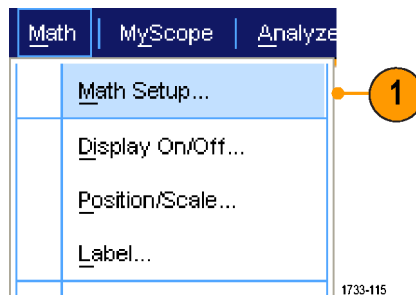 Math | MyScope | Analyze
Math Setup...
1
Display On/Off...
Position/Scale...
Label...
1733-115